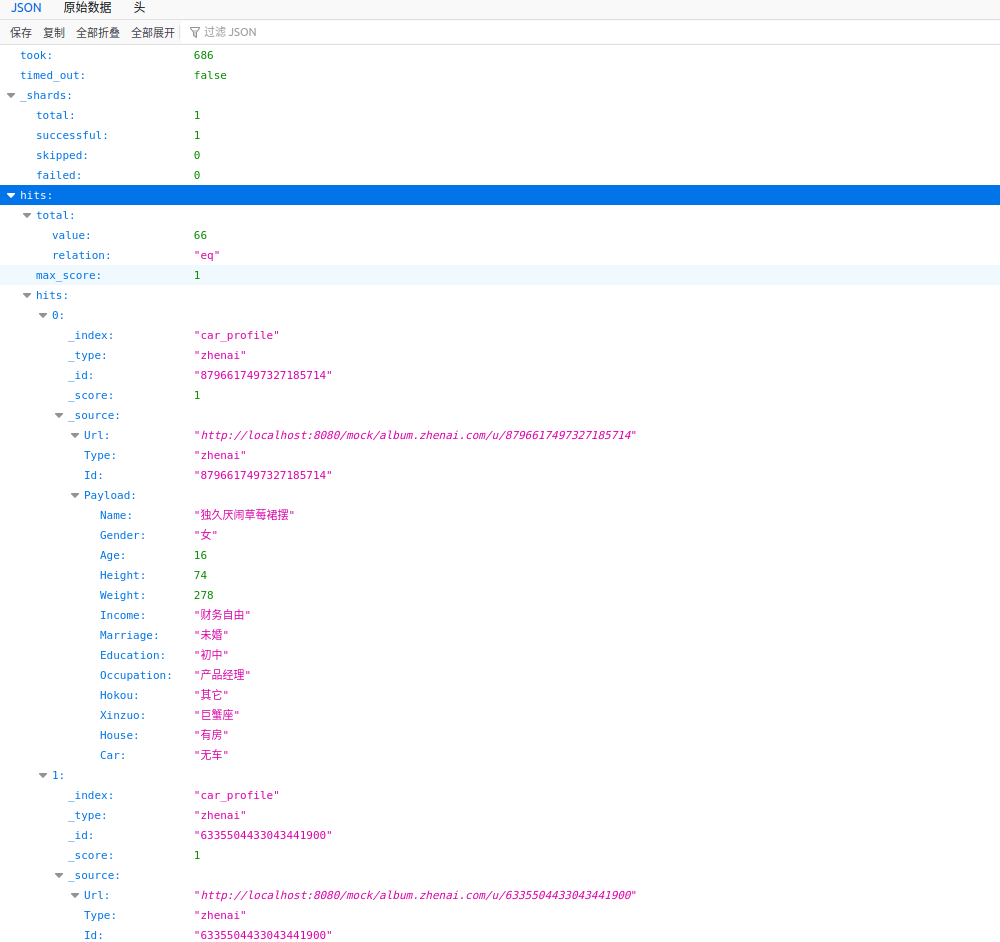 JSON 原始数据 头
保存 复制 全部折叠 全部展开 过滤 JSON
took: 686
timed_out: false
_shards:
total: 1
successful: 1
skipped: 0
failed: 0
hits:
total:
value: 66
relation: "eq"
max_score: 1
hits:
0:
_index: "car_profile"
_type: "zhenai"
_id: "8796617497327185714"
_score: 1
_source:
Url: "http://localhost:8080/mock/album.zhenai.com/u/8796617497327185714"
Type: "zhenai"
Id: "8796617497327185714"
Payload:
Name: "独久厌闹草莓裙摆"
Gender: "女"
Age: 16
Height: 74
Weight: 278
Income: "财务自由"
Marriage: "未婚"
Education: "初中"
Occupation: "产品经理"
Hokou: "其它"
Xinzuo: "巨蟹座"
House: "有房"
Car: "无车"
1:
_index: "car_profile"
_type: "zhenai"
_id: "6335504433043441900"
_score: 1
_source:
Url: "http://localhost:8080/mock/album.zhenai.com/u/6335504433043441900"
Type: "zhenai"
Id: "6335504433043441900"